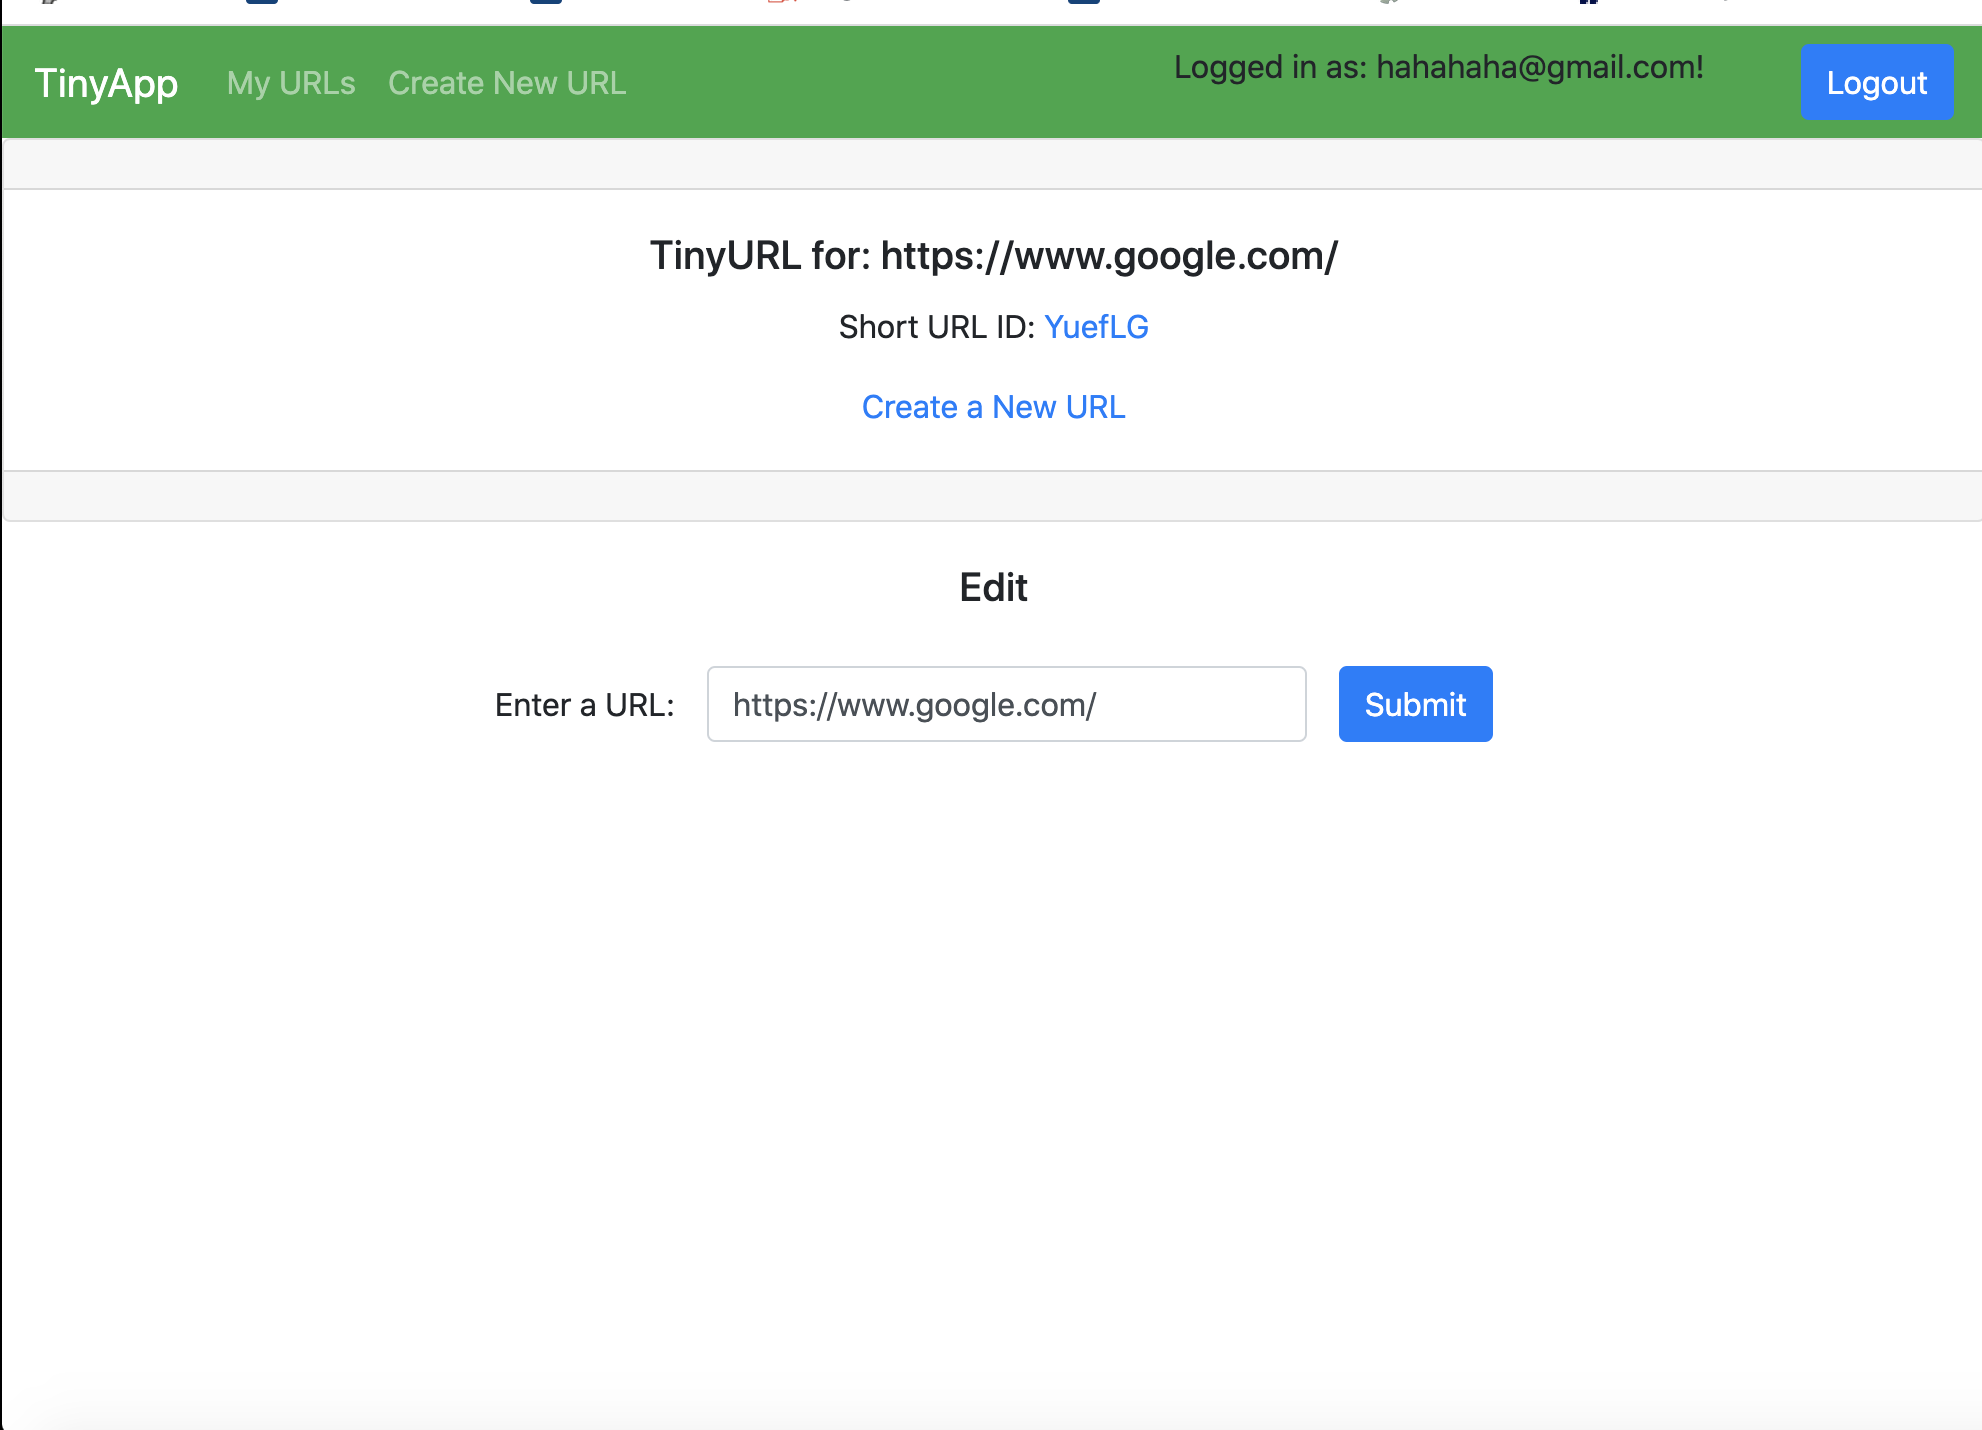 TinyApp My URLs Create New URL Logged in as: hahahaha@gmail.com! Logout
TinyURL for: https://www.google.com/
Short URL ID: YuefLG
Create a New URL
Edit
Enter a URL: https://www.google.com/ Submit